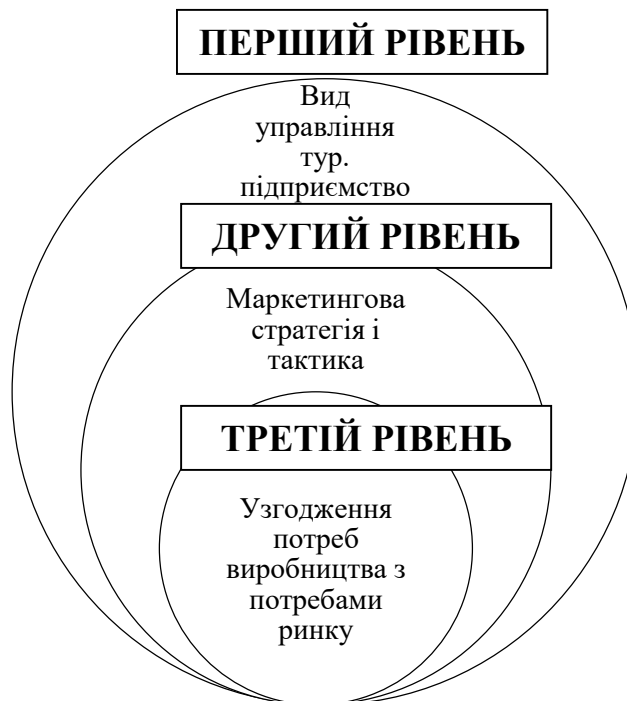 ПЕРШИЙ РІВЕНЬ
Вид
управління
тур.
підприємство
ДРУГИЙ РІВЕНЬ
Маркетингова
стратегія і
тактика
ТРЕТІЙ РІВЕНЬ
Узгодження
потреб
виробництва з
потребами
ринку